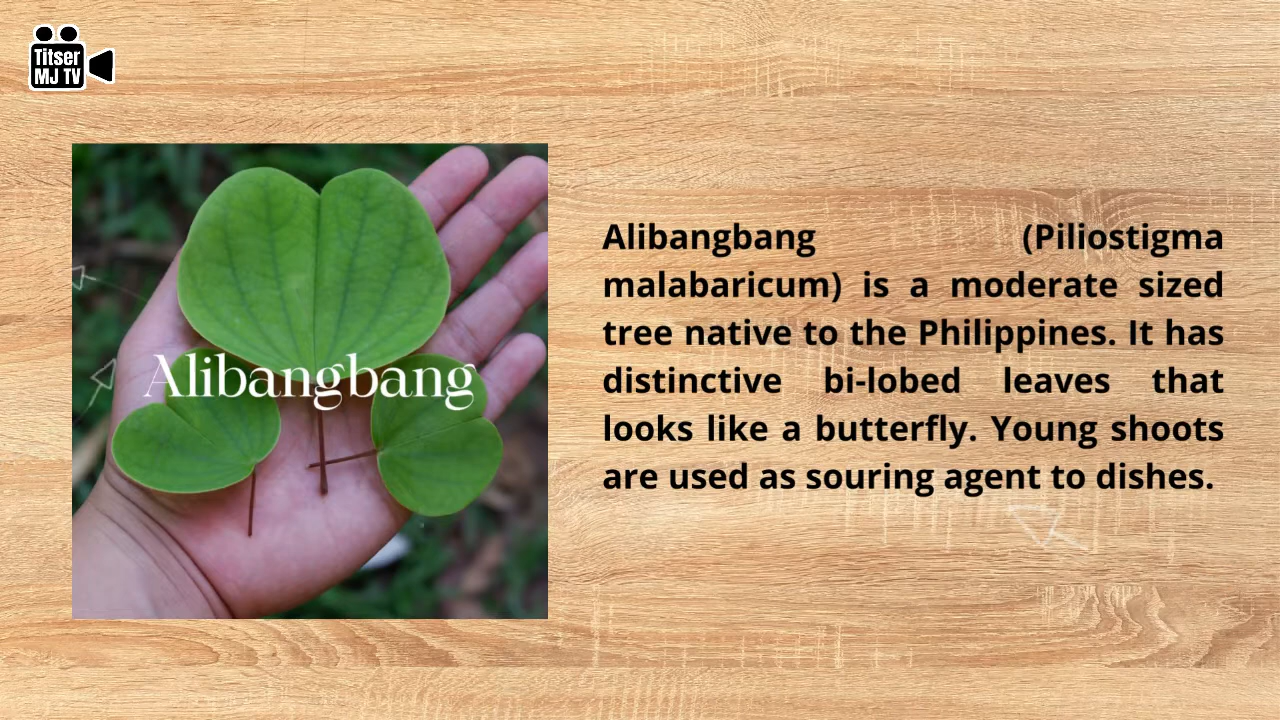 Titser
MJ TV
Alibangbang
Alibangbang (Piliostigma
malabaricum) is a moderate sized
tree native to the Philippines. It has
distinctive bi-lobed leaves that
looks like a butterfly. Young shoots
are used as souring agent to dishes.